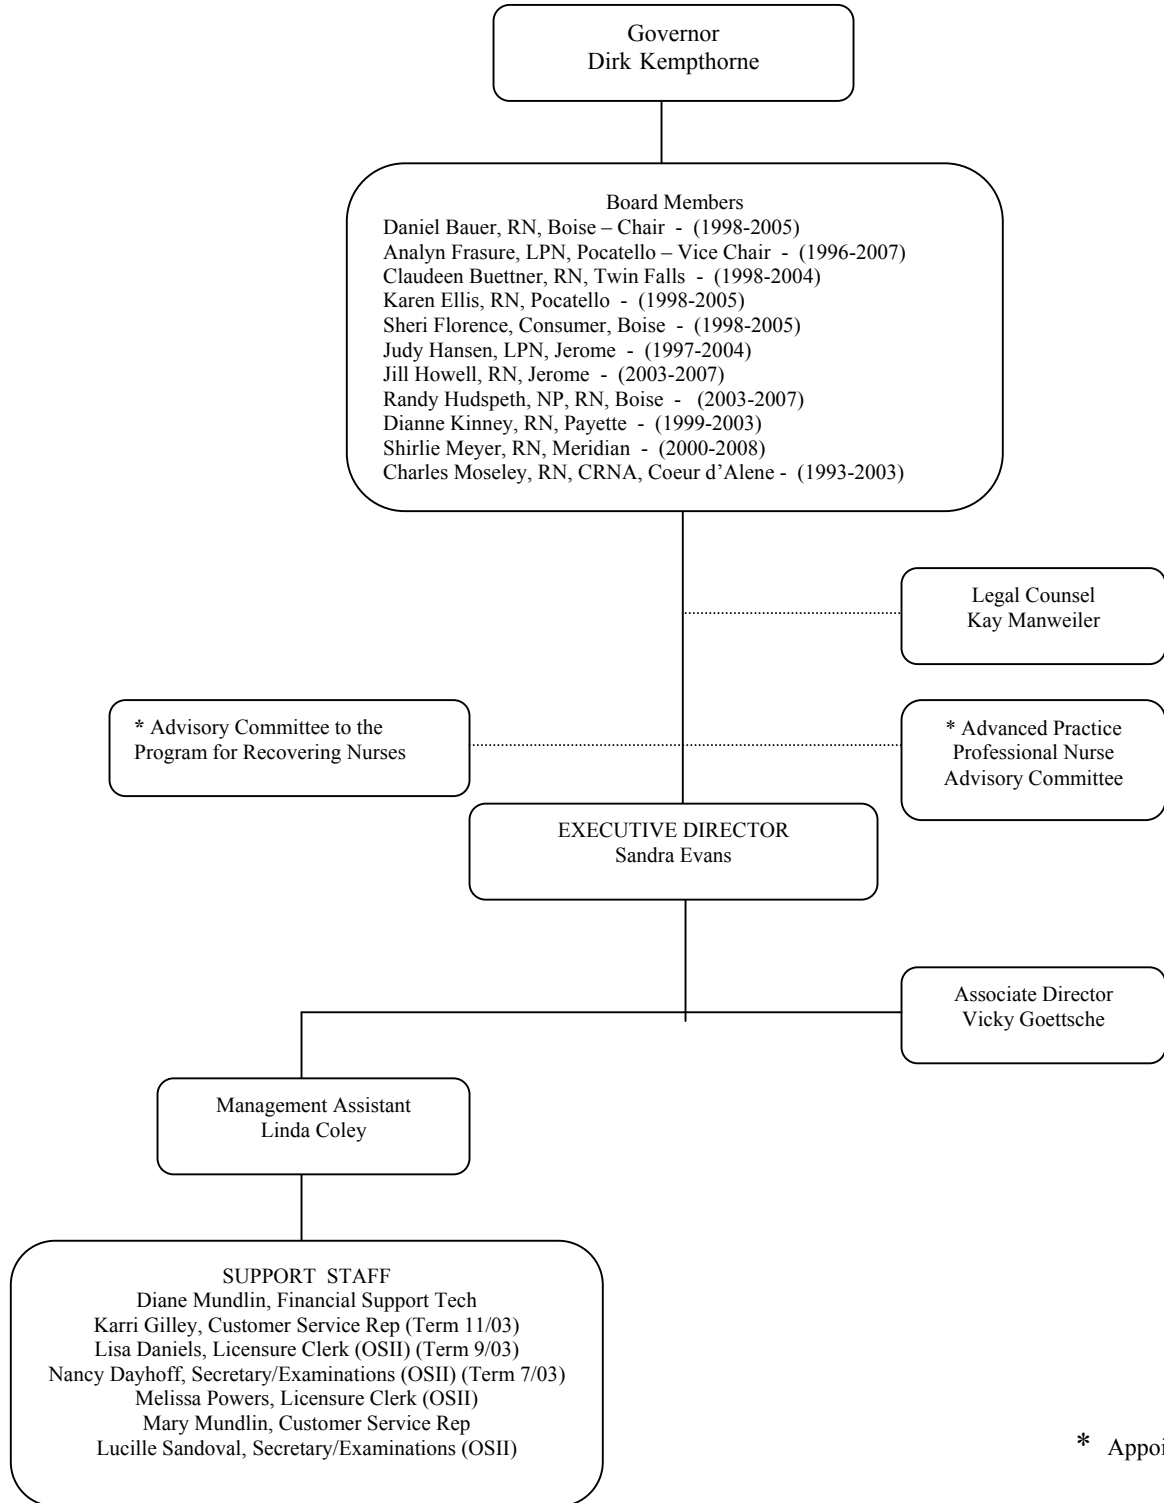 Governor
Dirk Kempthorne
Board Members
Daniel Bauer, RN, Boise – Chair - (1998-2005)
Analyn Frasure, LPN, Pocatello – Vice Chair - (1996-2007)
Claudeen Buettner, RN, Twin Falls - (1998-2004)
Karen Ellis, RN, Pocatello - (1998-2005)
Sheri Florence, Consumer, Boise - (1998-2005)
Judy Hansen, LPN, Jerome - (1997-2004)
Jill Howell, RN, Jerome - (2003-2007)
Randy Hudspeth, NP, RN, Boise - (2003-2007)
Dianne Kinney, RN, Payette - (1999-2003)
Shirlie Meyer, RN, Meridian - (2000-2008)
Charles Moseley, RN, CRNA, Coeur d’Alene - (1993-2003)
Legal Counsel
Kay Manweiler
* Advisory Committee to the
Program for Recovering Nurses
* Advanced Practice
Professional Nurse
Advisory Committee
EXECUTIVE DIRECTOR
Sandra Evans
Associate Director
Vicky Goettsche
Management Assistant
Linda Coley
SUPPORT STAFF
Diane Mundlin, Financial Support Tech
Karri Gilley, Customer Service Rep (Term 11/03)
Lisa Daniels, Licensure Clerk (OSII) (Term 9/03)
Nancy Dayhoff, Secretary/Examinations (OSII) (Term 7/03)
Melissa Powers, Licensure Clerk (OSII)
Mary Mundlin, Customer Service Rep
Lucille Sandoval, Secretary/Examinations (OSII)
*